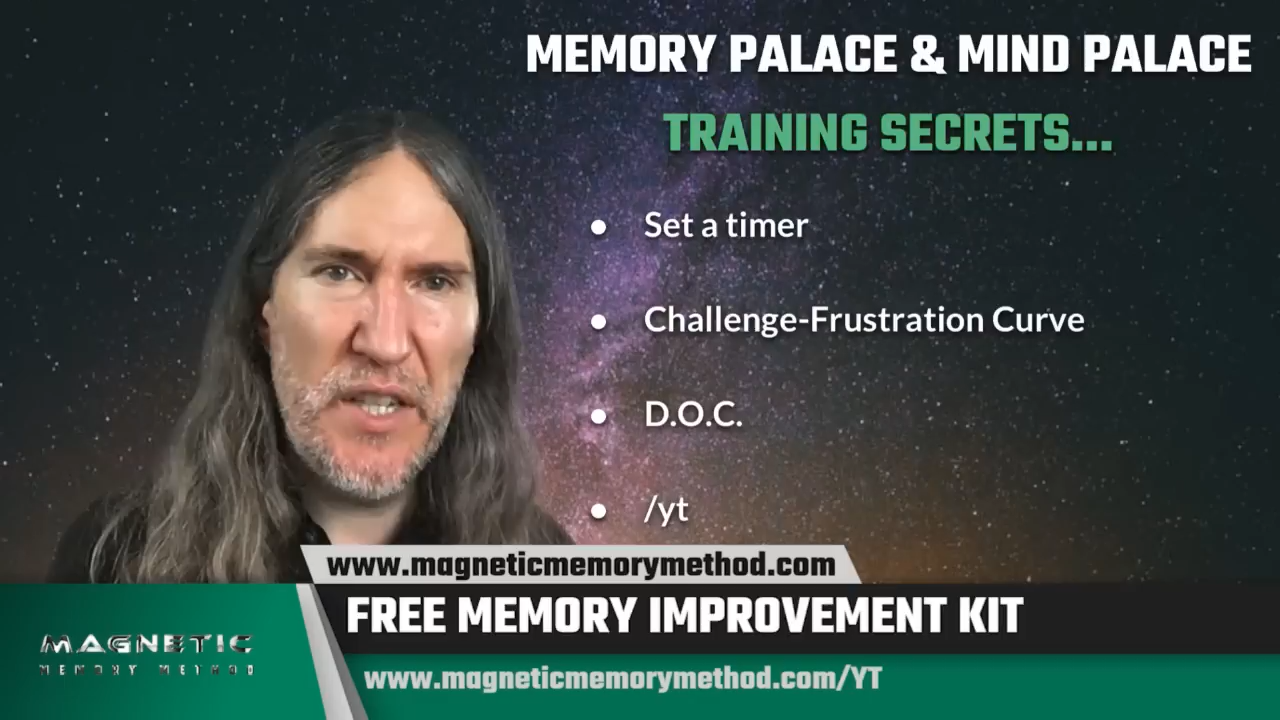 MEMORY PALACE & MIND PALACE
TRAINING SECRETS...
• Set a timer
• Challenge-Frustration Curve
• D.O.C.
• /yt
www.magneticmemorymethod.com
FREE MEMORY IMPROVEMENT KIT
MAGNETIC
MEMORY METHOD
www.magneticmemorymethod.com/YT